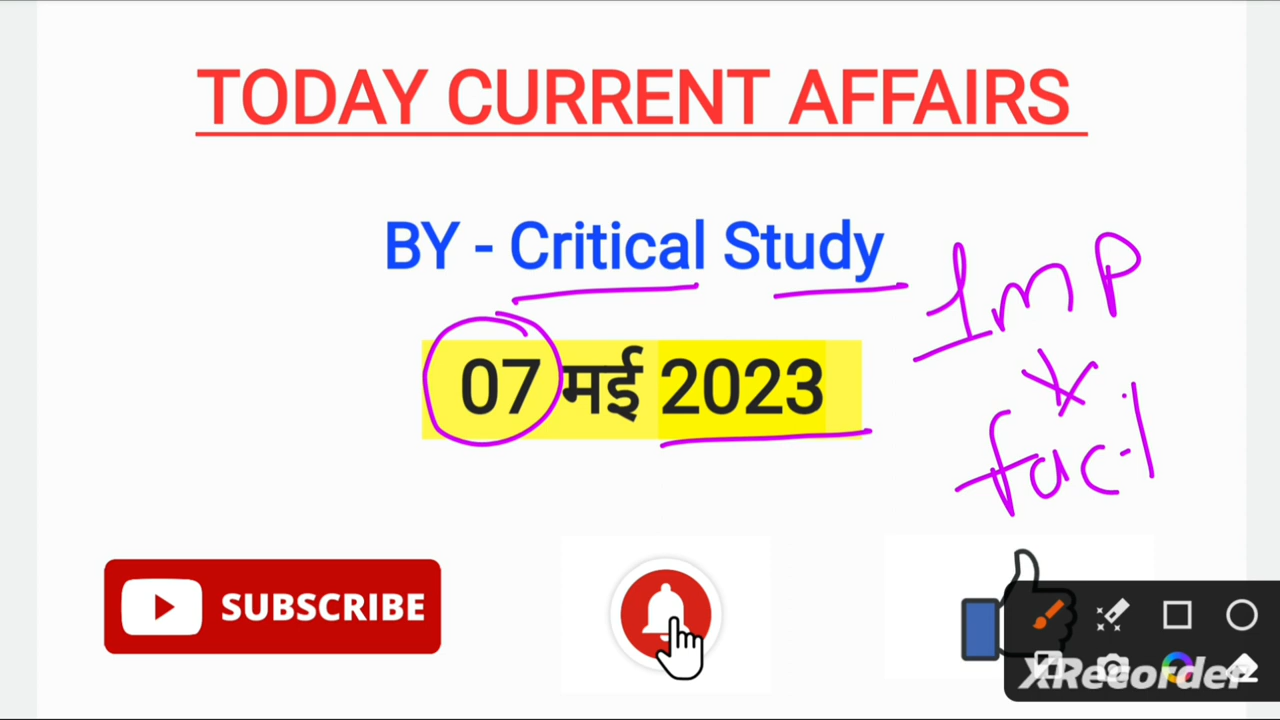 TODAY CURRENT AFFAIRS
BY - Critical Study
Imp
07 मई 2023
fact
SUBSCRIBE
XRecorder